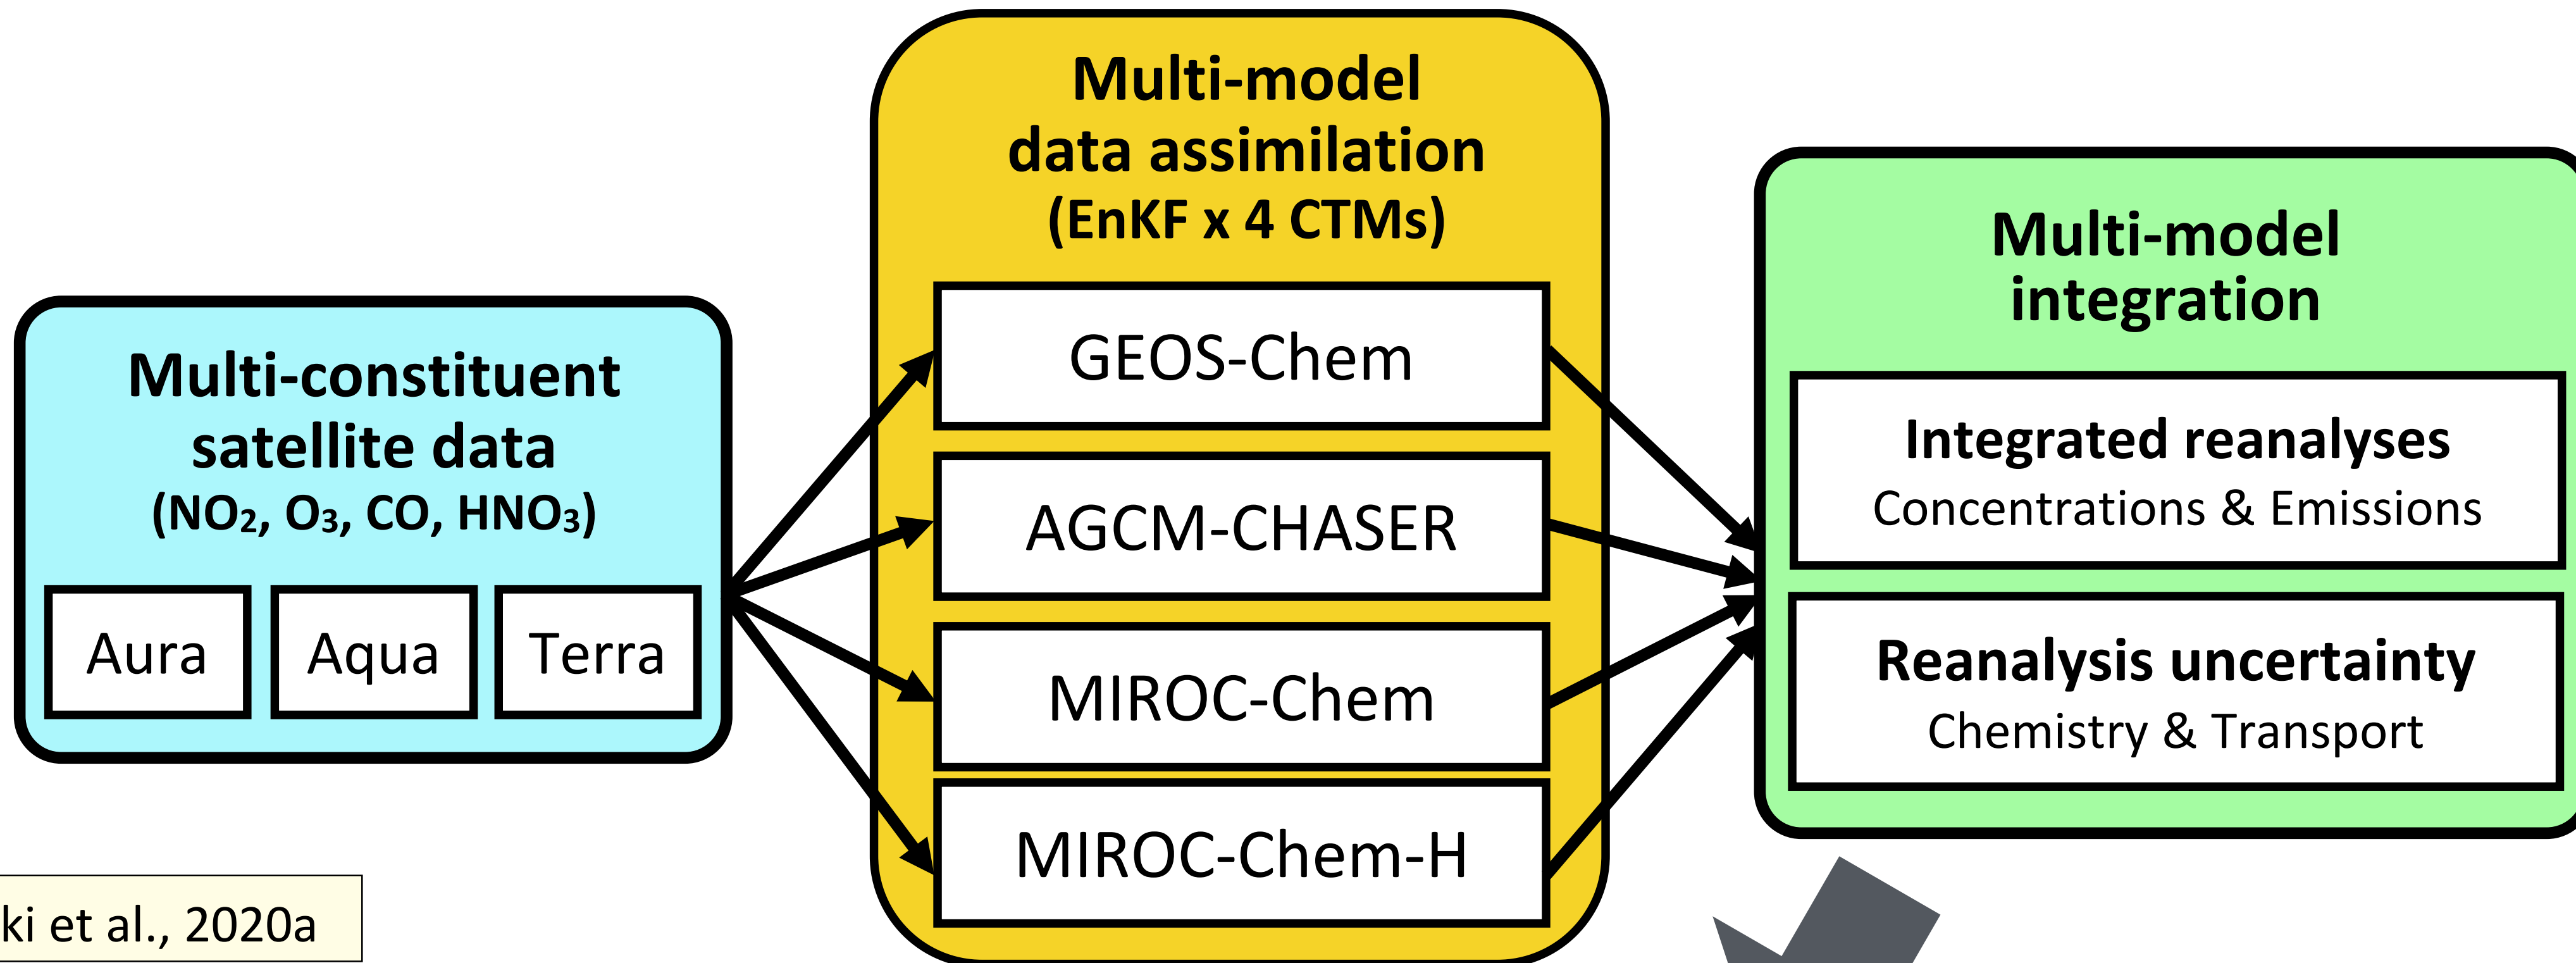 Multi-constituent
satellite data
(NO₂, O₃, CO, HNO₃)
Aura
Aqua
Terra
Multi-model
data assimilation
(EnKF x 4 CTMs)
GEOS-Chem
AGCM-CHASER
MIROC-Chem
MIROC-Chem-H
Multi-model
integration
Integrated reanalyses
Concentrations & Emissions
Reanalysis uncertainty
Chemistry & Transport
ki et al., 2020a